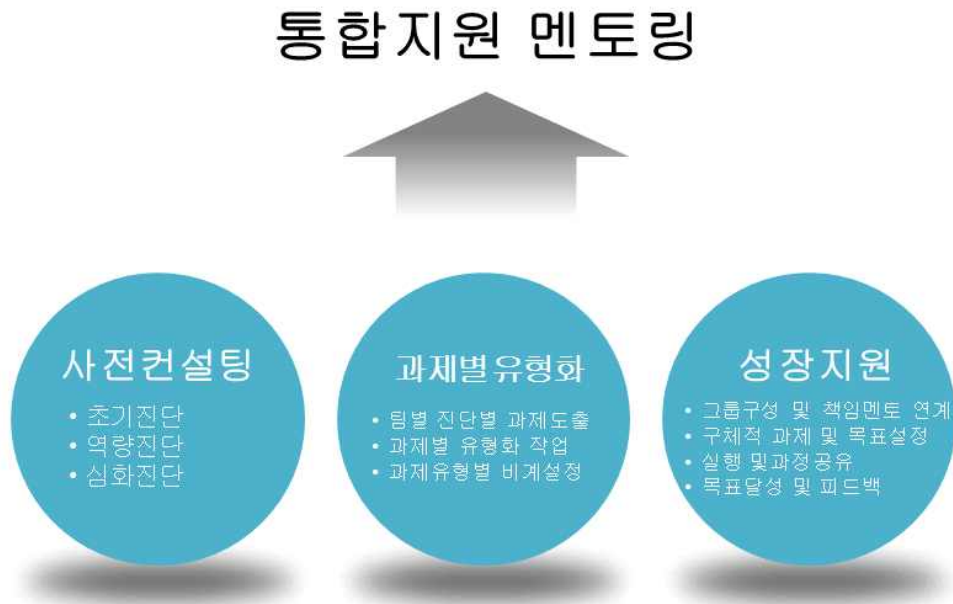 통합지원 멘토링
사전컨설팅
• 초기진단
• 역량진단
• 심화진단
과제별유형화
• 팀별 진단별 과제도출
• 과제별 유형화 작업
• 과제유형별 비계설정
성장지원
• 그룹구성 및 책임멘토 연계
• 구체적 과제 및 목표설정
• 실행 및과정공유
• 목표달성 및 피드백